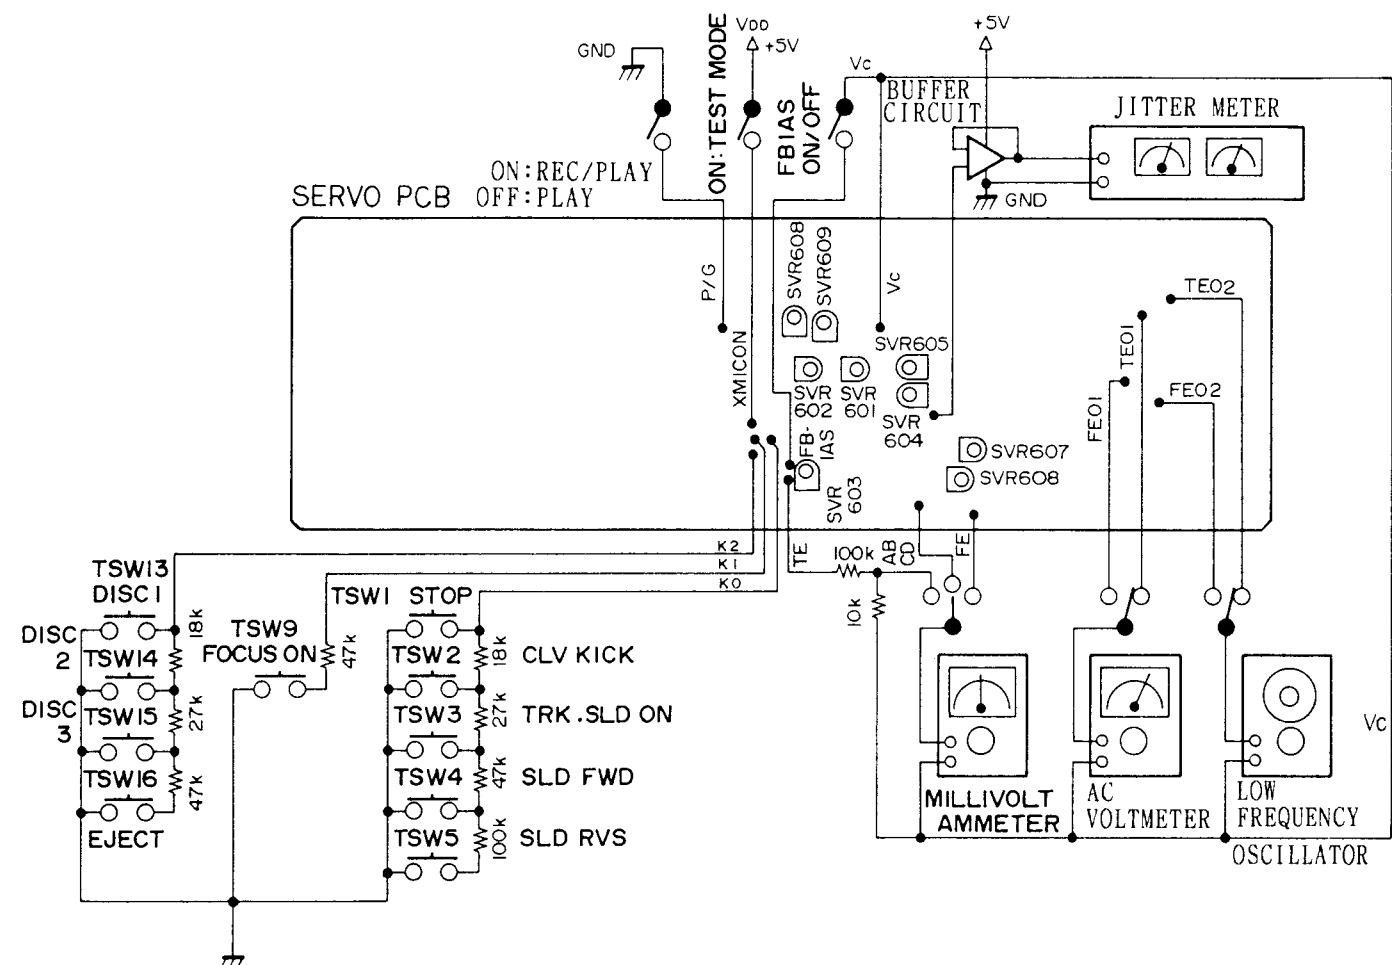 VDD
+5V
GND
+5V
Vc
ON:TEST MODE
FBIAS
ON/OFF
BUFFER
CIRCUIT
JITTER METER
ON:REC/PLAY
OFF:PLAY
SERVO PCB
GND
P/G
XMICON
SVR608
SVR609
Vc
SVR605
SVR
602
SVR
601
SVR
604
FB-
IAS
SVR
603
SVR607
SVR608
TEO2
TEO1
FEO1
FEO2
K2
K1
K0
TE
100k
AB
CD
FE
10k
TSW13
DISC1
18k
DISC
2
TSW14
27k
DISC
3
TSW15
47k
TSW16
EJECT
TSW9
FOCUS ON
47k
TSW1 STOP
18k
TSW2
CLV KICK
27k
TSW3
TRK.SLD ON
47k
TSW4
SLD FWD
100k
TSW5
SLD RVS
MILLIVOLT
AMMETER
AC
VOLTMETER
LOW
FREQUENCY
OSCILLATOR
Vc